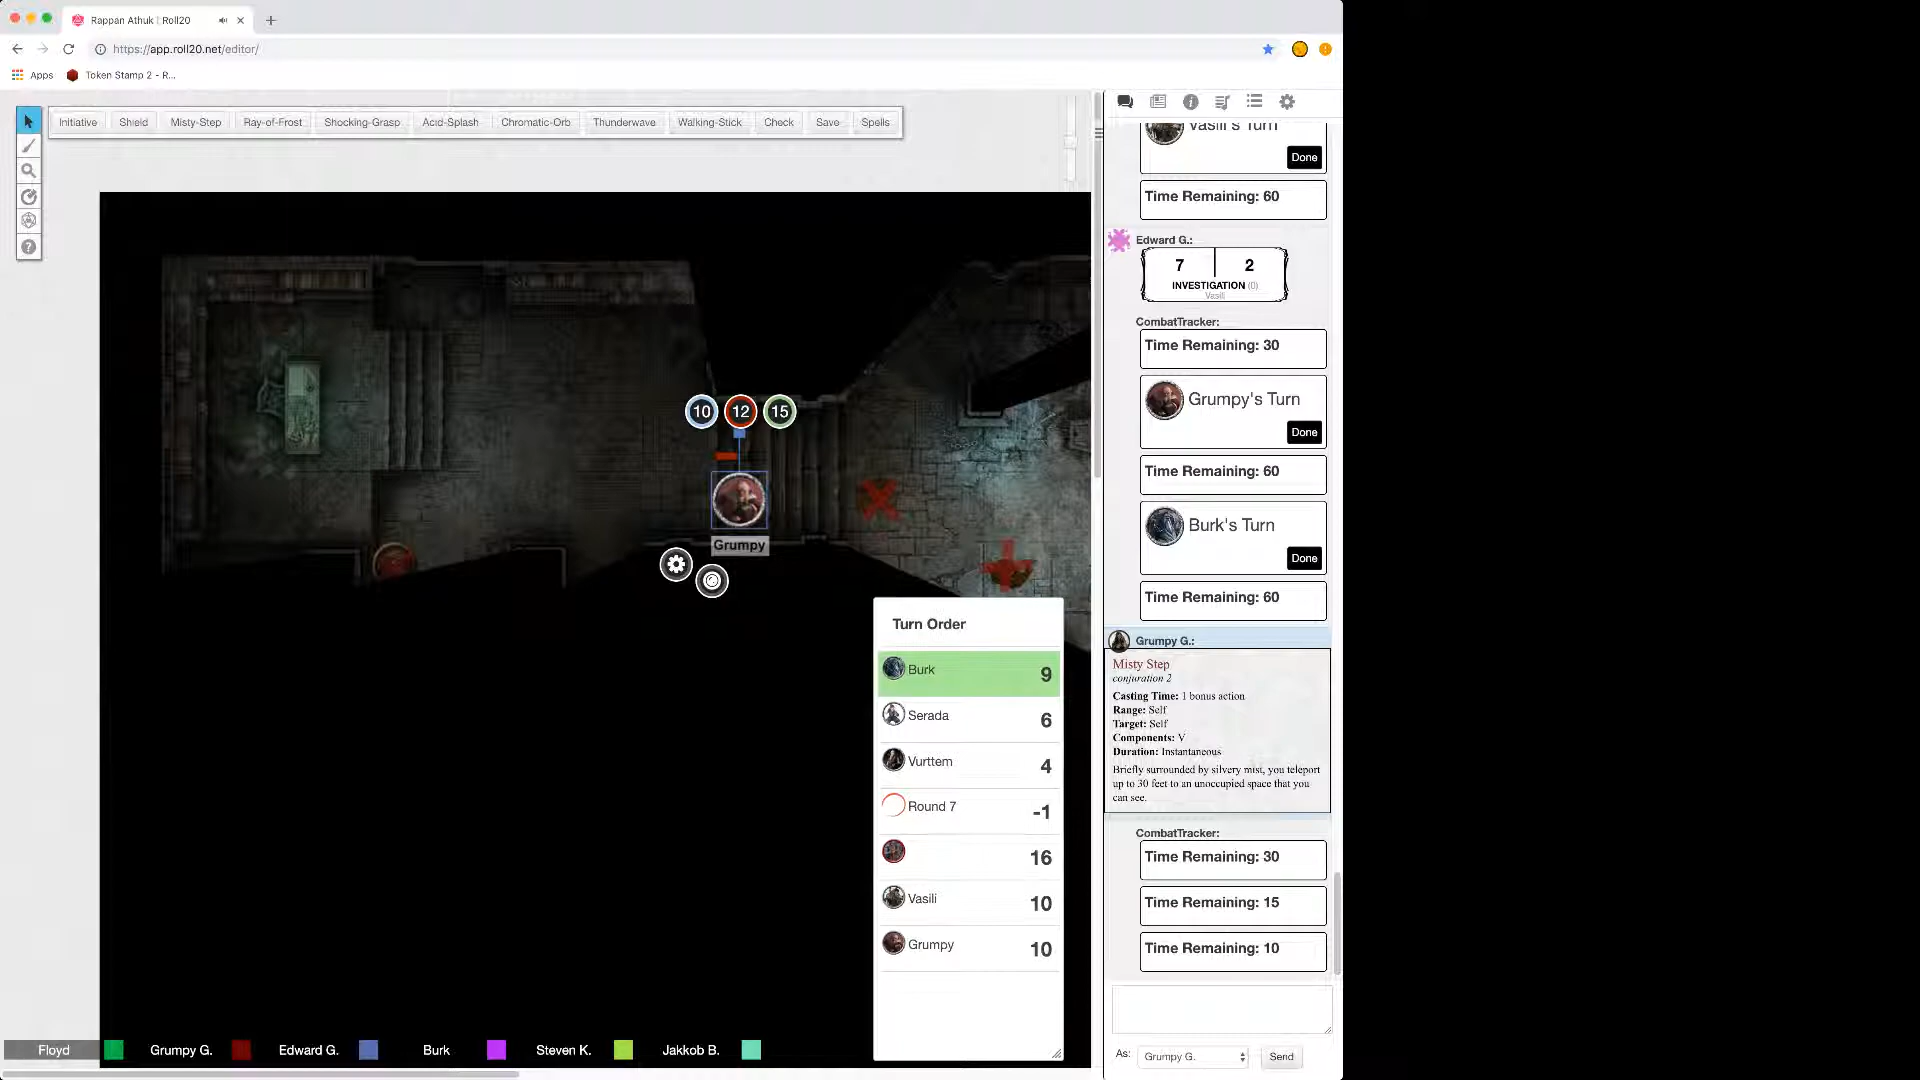 Rappan Athuk | Roll20
https://app.roll20.net/editor/
Apps
Token Stamp 2 - R...
Initiative
Shield
Misty-Step
Ray-of-Frost
Shocking-Grasp
Acid-Splash
Chromatic-Orb
Thunderwave
Walking-Stick
Check
Save
Spells
10
12
15
Grumpy
Turn Order
Burk 9
Serada 6
Vurttem 4
Round 7 -1
16
Vasili 10
Grumpy 10
Floyd
Grumpy G.
Edward G.
Burk
Steven K.
Jakkob B.
Vasili's Turn
Done
Time Remaining: 60
Edward G.:
7 2
INVESTIGATION (0)
Vasili
CombatTracker:
Time Remaining: 30
Grumpy's Turn
Done
Time Remaining: 60
Burk's Turn
Done
Time Remaining: 60
Grumpy G.:
Misty Step
conjuration 2
Casting Time: 1 bonus action
Range: Self
Target: Self
Components: V
Duration: Instantaneous
Briefly surrounded by silvery mist, you teleport
up to 30 feet to an unoccupied space that you
can see.
CombatTracker:
Time Remaining: 30
Time Remaining: 15
Time Remaining: 10
As:
Grumpy G.
Send